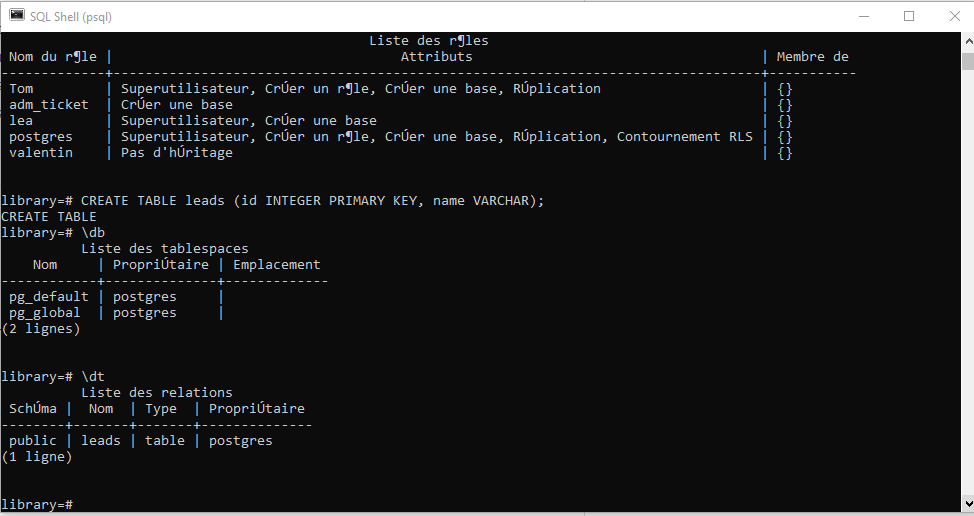 SQL Shell (psql)
Liste des r¶les
Nom du r¶le | Attributs | Membre de
-------------+---------------------------------------------------------------------------------+-----------
Tom | Superutilisateur, CrÚer un r¶le, CrÚer une base, RÚplication | {}
adm_ticket | CrÚer une base | {}
lea | Superutilisateur, CrÚer une base | {}
postgres | Superutilisateur, CrÚer un r¶le, CrÚer une base, RÚplication, Contournement RLS | {}
valentin | Pas d'hÚritage | {}
library=# CREATE TABLE leads (id INTEGER PRIMARY KEY, name VARCHAR);
CREATE TABLE
library=# \db
Liste des tablespaces
Nom | PropriÚtaire | Emplacement
------------+--------------+-------------
pg_default | postgres |
pg_global | postgres |
(2 lignes)
library=# \dt
Liste des relations
SchÚma | Nom | Type | PropriÚtaire
--------+-------+-------+--------------
public | leads | table | postgres
(1 ligne)
library=#